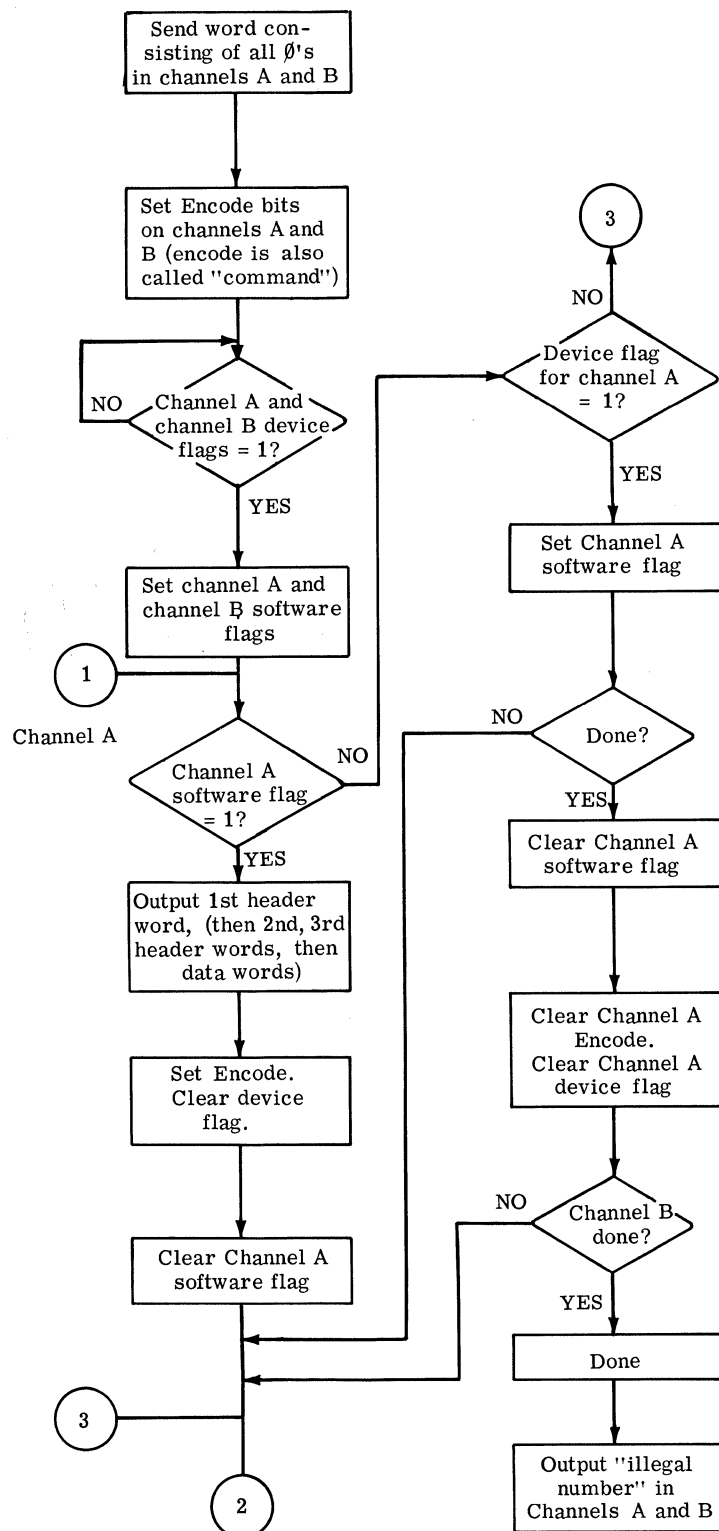 Send word con-
sisting of all Ø's
in channels A and B
Set Encode bits
on channels A and
B (encode is also
called "command")
NO
Channel A and
channel B device
flags = 1?
YES
Set channel A and
channel B software
flags
1
Channel A
Channel A
software flag
= 1?
NO
YES
Output 1st header
word, (then 2nd, 3rd
header words, then
data words)
Set Encode.
Clear device
flag.
Clear Channel A
software flag
3
2
3
NO
Device flag
for channel A
= 1?
YES
Set Channel A
software flag
NO
Done?
YES
Clear Channel A
software flag
Clear Channel A
Encode.
Clear Channel A
device flag
NO
Channel B
done?
YES
Done
Output "illegal
number" in
Channels A and B